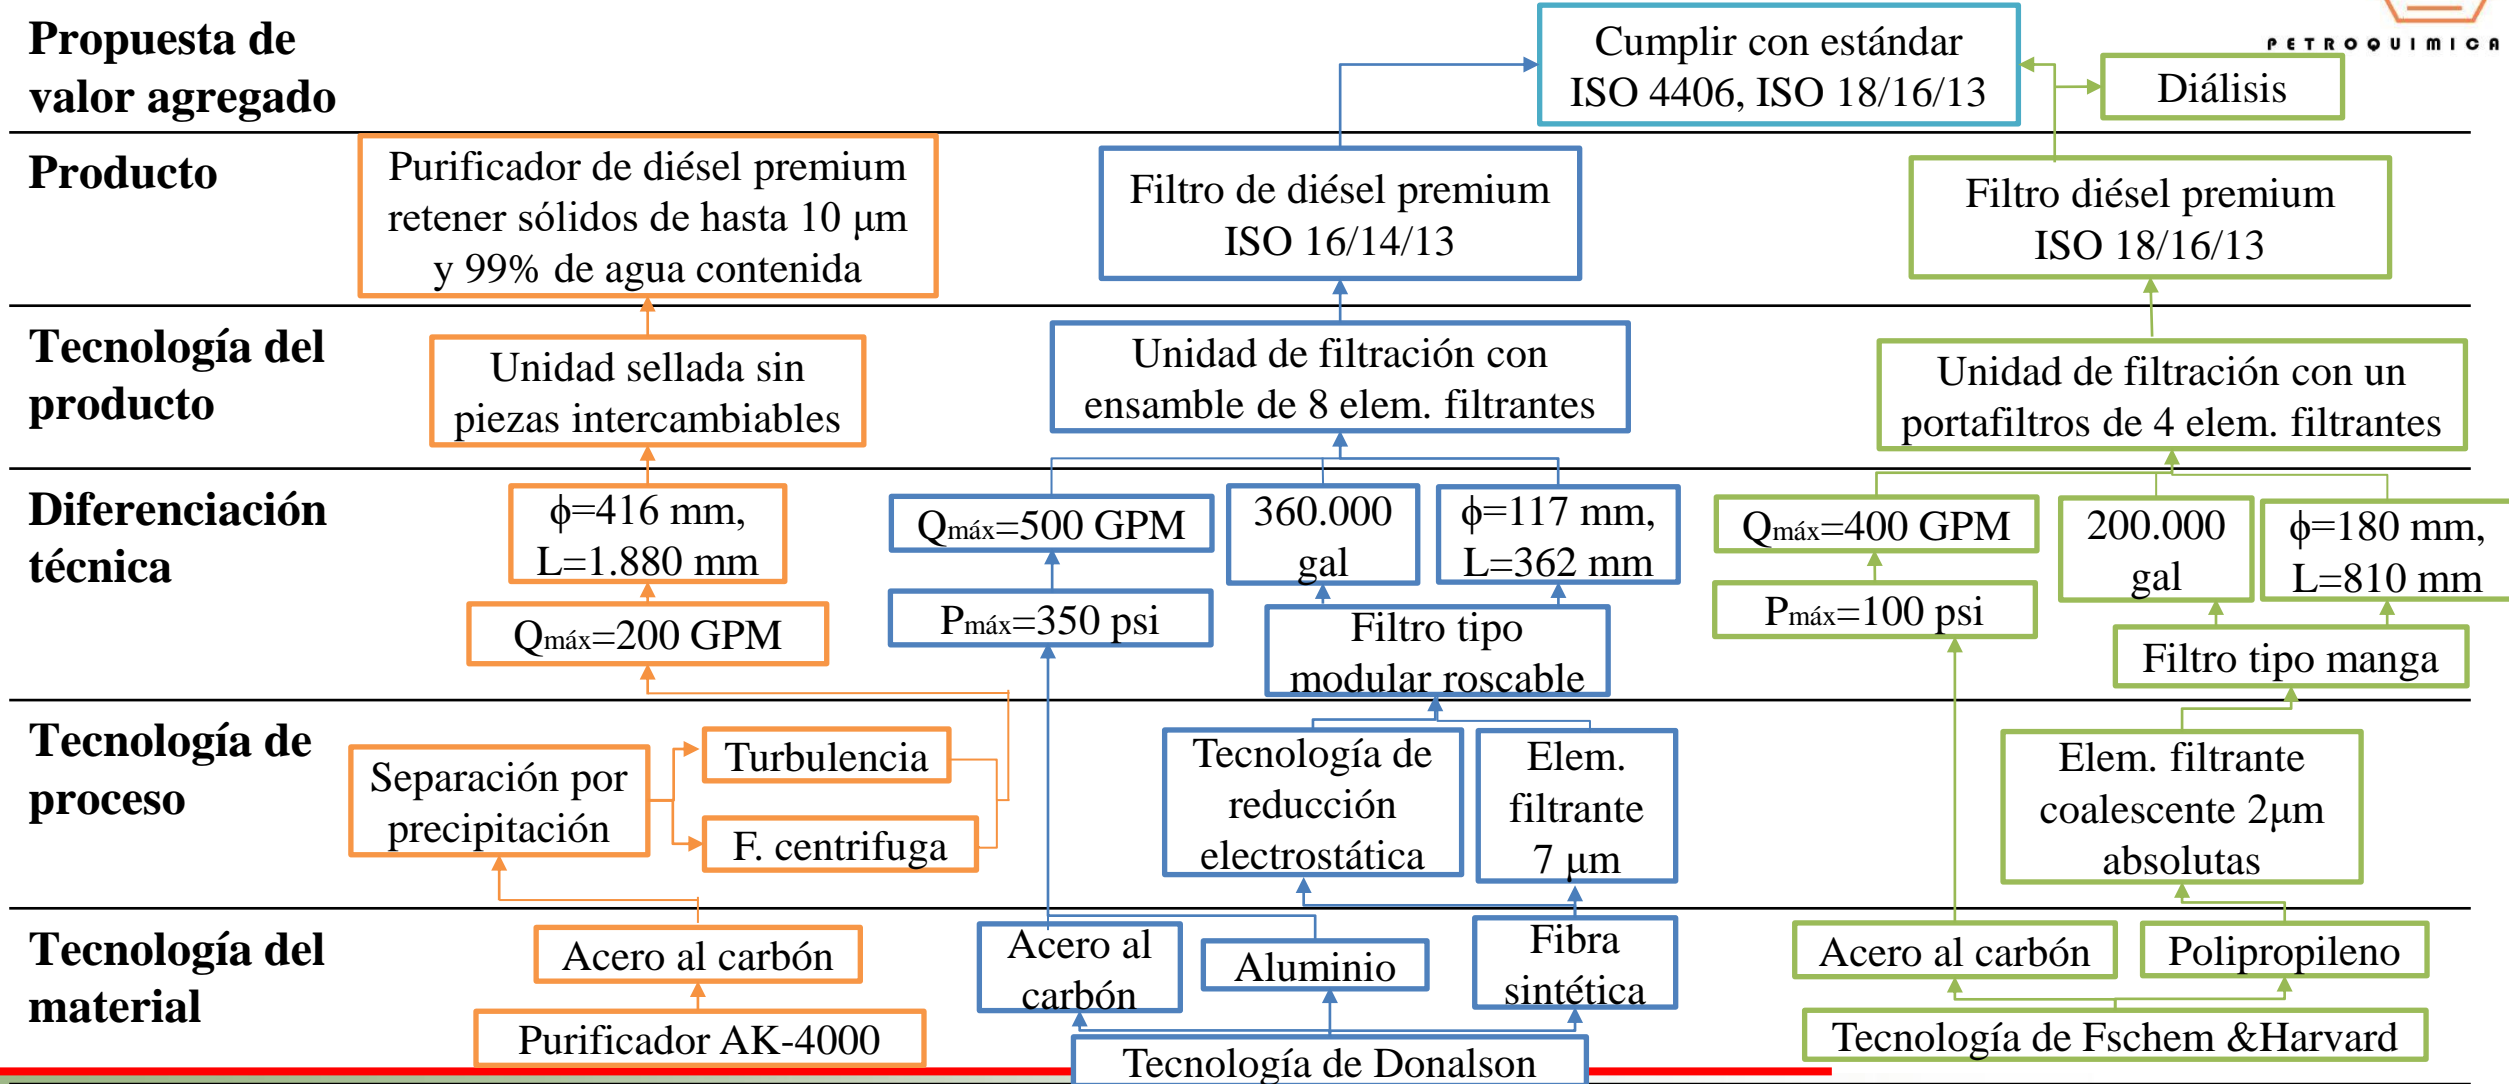 Propuesta de
valor agregado
Cumplir con estándar
ISO 4406, ISO 18/16/13
Diálisis
PETROQUIMICA
Producto
Purificador de diésel premium
retener sólidos de hasta 10 μm
y 99% de agua contenida
Filtro de diésel premium
ISO 16/14/13
Filtro diésel premium
ISO 18/16/13
Tecnología del
producto
Unidad sellada sin
piezas intercambiables
Unidad de filtración con
ensamble de 8 elem. filtrantes
Unidad de filtración con un
portafiltros de 4 elem. filtrantes
Diferenciación
técnica
ϕ=416 mm,
L=1.880 mm
Qmáx=200 GPM
Qmáx=500 GPM
Pmáx=350 psi
360.000
gal
ϕ=117 mm,
L=362 mm
Filtro tipo
modular roscable
Qmáx=400 GPM
Pmáx=100 psi
200.000
gal
ϕ=180 mm,
L=810 mm
Filtro tipo manga
Tecnología de
proceso
Separación por
precipitación
Turbulencia
F. centrifuga
Tecnología de
reducción
electrostática
Elem.
filtrante
7 μm
Elem. filtrante
coalescente 2μm
absolutas
Tecnología del
material
Acero al carbón
Purificador AK-4000
Acero al
carbón
Aluminio
Fibra
sintética
Tecnología de Donalson
Acero al carbón
Polipropileno
Tecnología de Fschem &Harvard